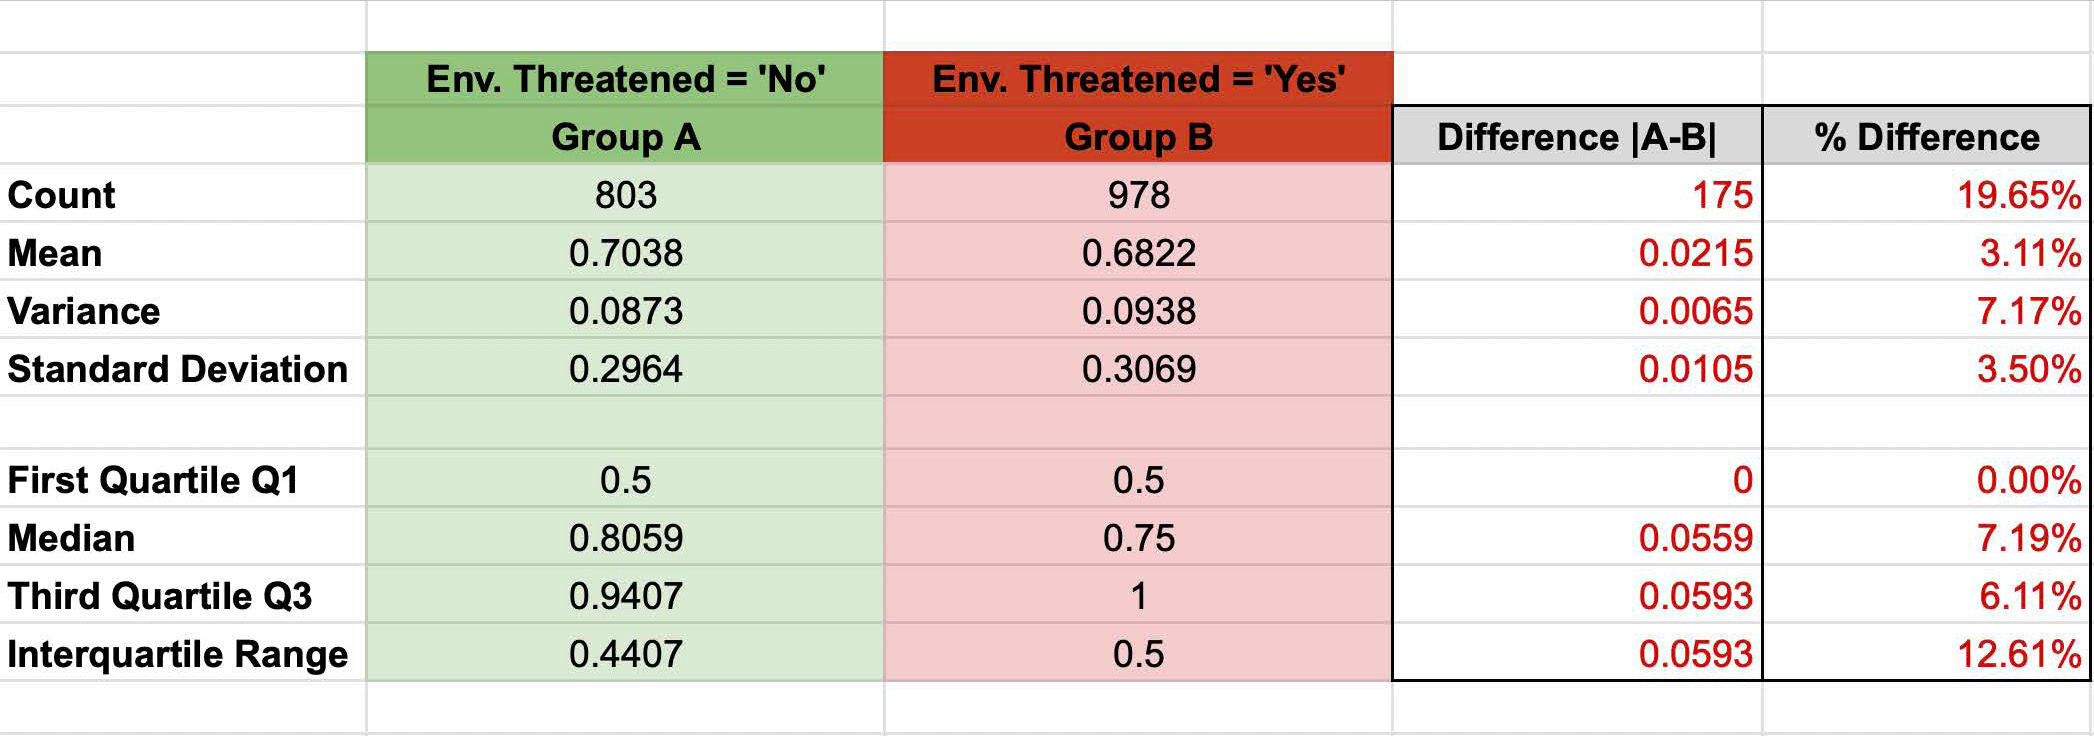 Env. Threatened = 'No' Env. Threatened = 'Yes'
Group A Group B Difference |A-B| % Difference
Count 803 978 175 19.65%
Mean 0.7038 0.6822 0.0215 3.11%
Variance 0.0873 0.0938 0.0065 7.17%
Standard Deviation 0.2964 0.3069 0.0105 3.50%
First Quartile Q1 0.5 0.5 0 0.00%
Median 0.8059 0.75 0.0559 7.19%
Third Quartile Q3 0.9407 1 0.0593 6.11%
Interquartile Range 0.4407 0.5 0.0593 12.61%